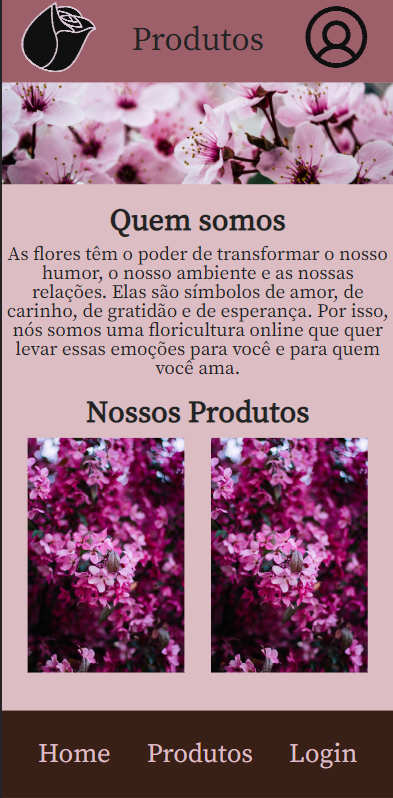 Produtos
Quem somos
As flores têm o poder de transformar o nosso
humor, o nosso ambiente e as nossas
relações. Elas são símbolos de amor, de
carinho, de gratidão e de esperança. Por isso,
nós somos uma floricultura online que quer
levar essas emoções para você e para quem
você ama.
Nossos Produtos
Home Produtos Login